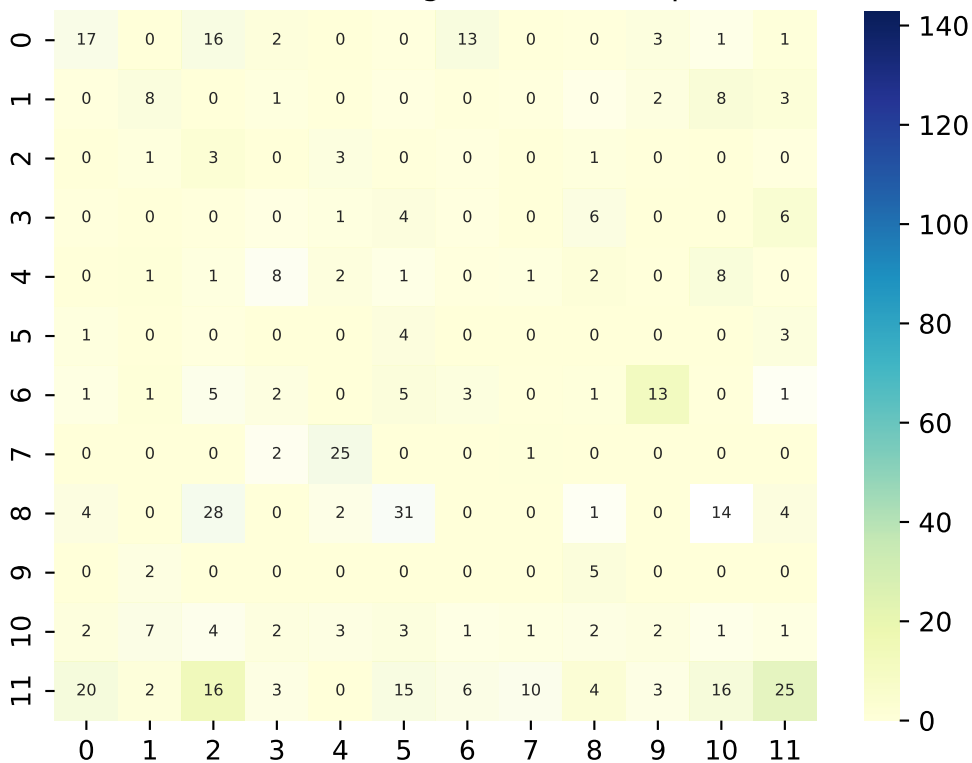 0 17 0 16 2 0 0 13 0 0 3 1 1
1 0 8 0 1 0 0 0 0 0 2 8 3
2 0 1 3 0 3 0 0 0 1 0 0 0
3 0 0 0 0 1 4 0 0 6 0 0 6
4 0 1 1 8 2 1 0 1 2 0 8 0
5 1 0 0 0 0 4 0 0 0 0 0 3
6 1 1 5 2 0 5 3 0 1 13 0 1
7 0 0 0 2 25 0 0 1 0 0 0 0
8 4 0 28 0 2 31 0 0 1 0 14 4
9 0 2 0 0 0 0 0 0 5 0 0 0
10 2 7 4 2 3 3 1 1 2 2 1 1
11 20 2 16 3 0 15 6 10 4 3 16 25
0 1 2 3 4 5 6 7 8 9 10 11
140
120
100
80
60
40
20
0